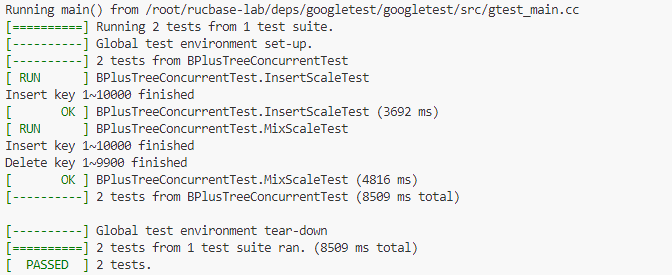 Running main() from /root/rucbase-lab/deps/googletest/googletest/src/gtest_main.cc
[==========] Running 2 tests from 1 test suite.
[----------] Global test environment set-up.
[----------] 2 tests from BPlusTreeConcurrentTest
[ RUN      ] BPlusTreeConcurrentTest.InsertScaleTest
Insert key 1~10000 finished
[       OK ] BPlusTreeConcurrentTest.InsertScaleTest (3692 ms)
[ RUN      ] BPlusTreeConcurrentTest.MixScaleTest
Insert key 1~10000 finished
Delete key 1~9900 finished
[       OK ] BPlusTreeConcurrentTest.MixScaleTest (4816 ms)
[----------] 2 tests from BPlusTreeConcurrentTest (8509 ms total)

[----------] Global test environment tear-down
[==========] 2 tests from 1 test suite ran. (8509 ms total)
[  PASSED  ] 2 tests.